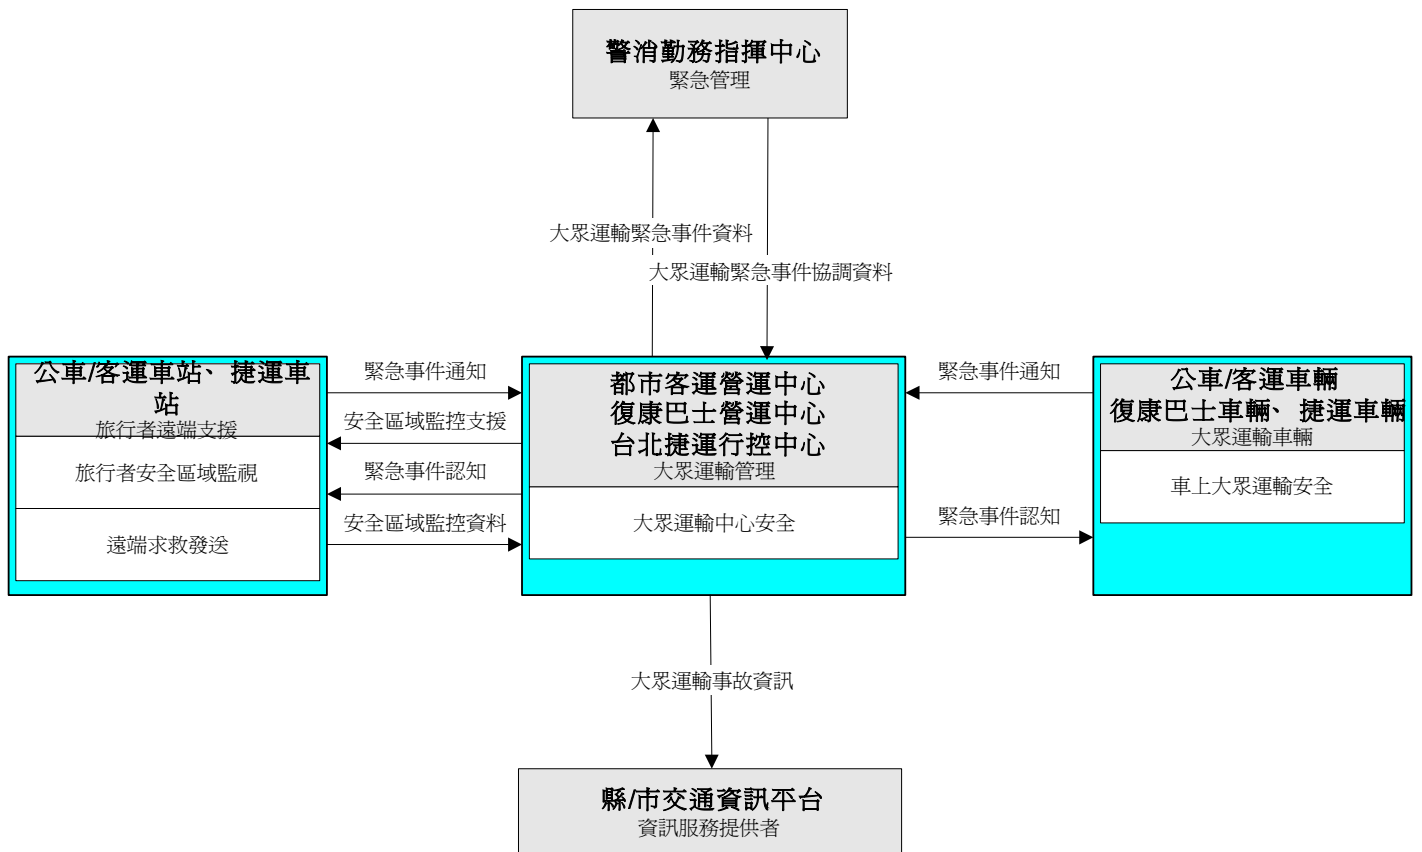 警消勤務指揮中心
緊急管理
大眾運輸緊急事件資料
大眾運輸緊急事件協調資料
公車/客運車站、捷運車
站
旅行者遠端支援
旅行者安全區域監視
遠端求救發送
緊急事件通知
安全區域監控支援
緊急事件認知
安全區域監控資料
都市客運營運中心
復康巴士營運中心
台北捷運行控中心
大眾運輸管理
大眾運輸中心安全
緊急事件通知
緊急事件認知
公車/客運車輛
復康巴士車輛、捷運車輛
大眾運輸車輛
車上大眾運輸安全
大眾運輸事故資訊
縣/市交通資訊平台
資訊服務提供者